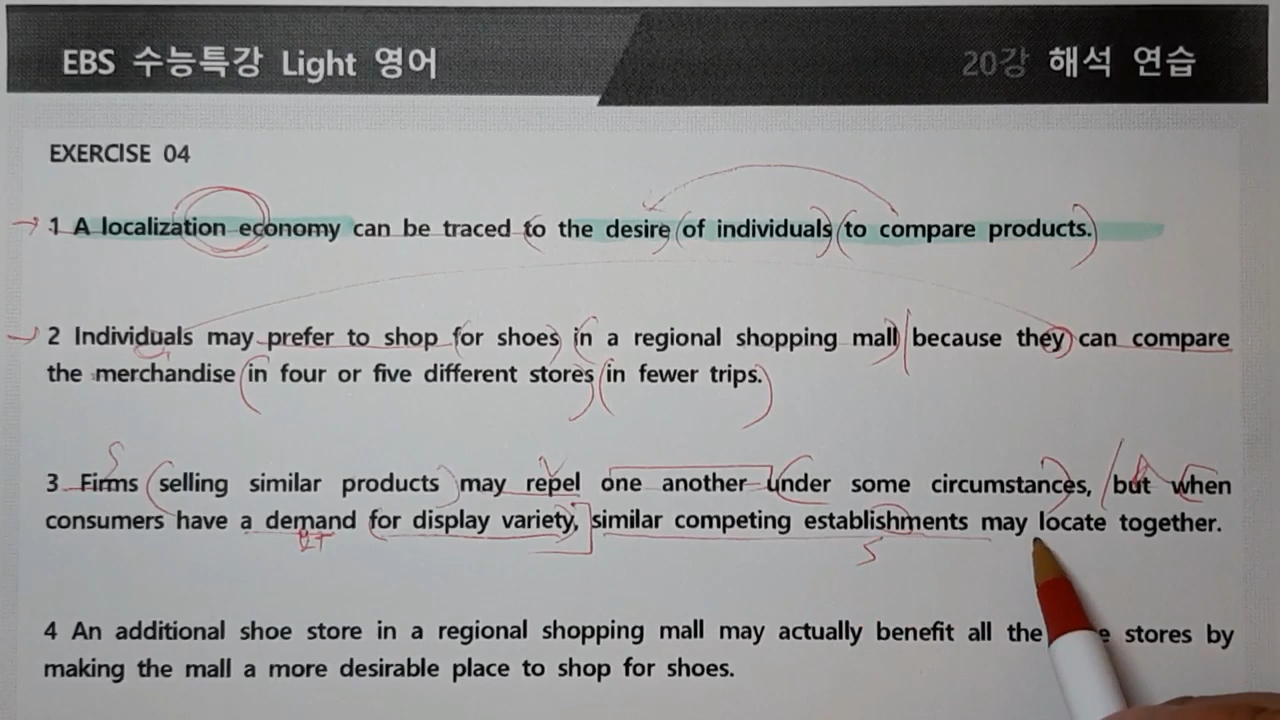 EBS 수능특강 Light 영어
20강 해석 연습
EXERCISE 04
1 A localization economy can be traced to the desire of individuals to compare products.
2 Individuals may prefer to shop for shoes in a regional shopping mall because they can compare
the merchandise in four or five different stores in fewer trips.
3 Firms selling similar products may repel one another under some circumstances, but when
consumers have a demand for display variety, similar competing establishments may locate together.
S
S
4 An additional shoe store in a regional shopping mall may actually benefit all the stores by
making the mall a more desirable place to shop for shoes.